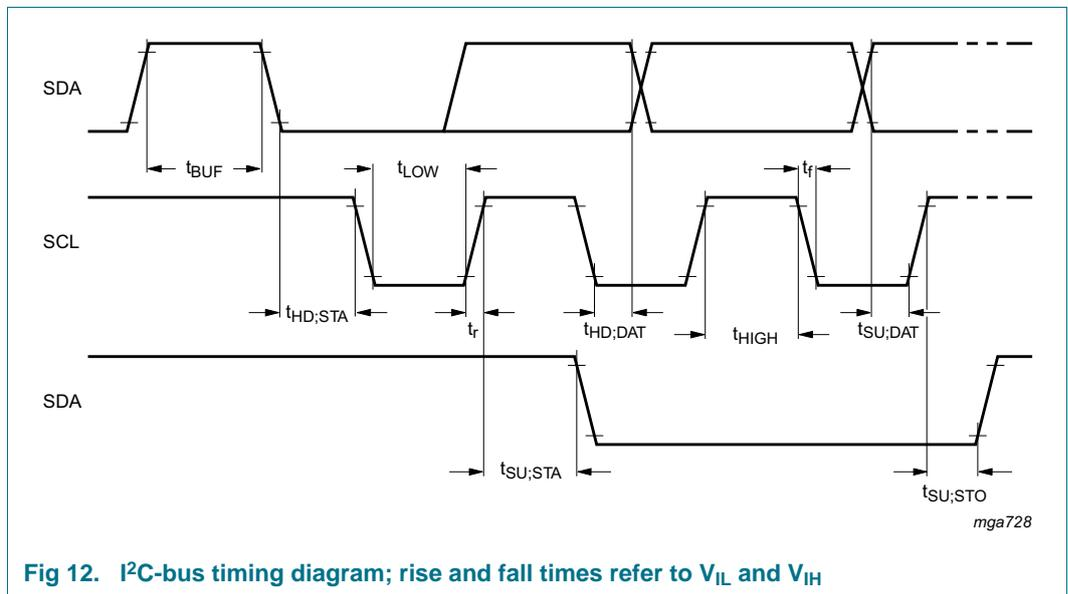 SDA
tBUF
tLOW
tf
SCL
tHD;STA
tr
tHD;DAT
tHIGH
tSU;DAT
SDA
tSU;STA
tSU;STO
mga728
Fig 12. I²C-bus timing diagram; rise and fall times refer to VIL and VIH